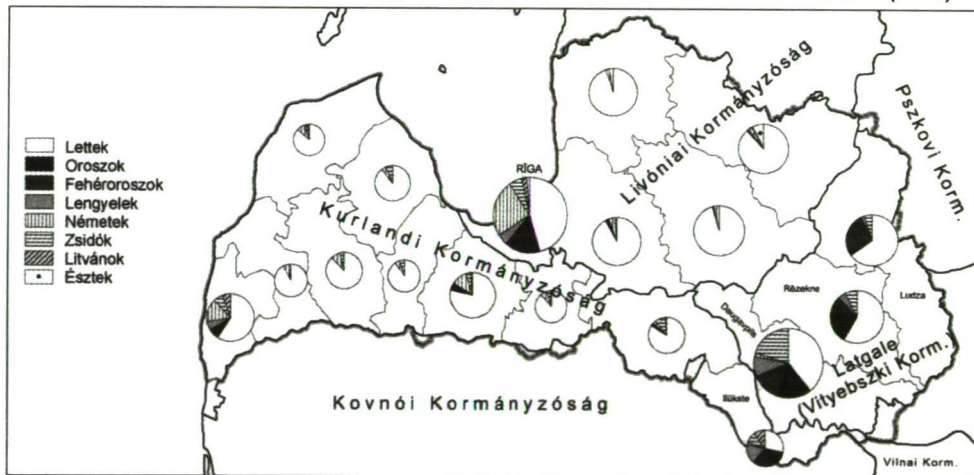 Lettek
Oroszok
Fehéroroszok
Lengyelek
Németek
Zsidók
Litvánok
Észtek
RĪGA
Livóniai Kormányzóság
Pszkovi Korm.
Kurlandi Kormányzóság
Rēzekne
Ludza
Daugavpils
Latgale
(Vityebszki Korm.)
Ilūkste
Kovnói Kormányzóság
Vilnai Korm.